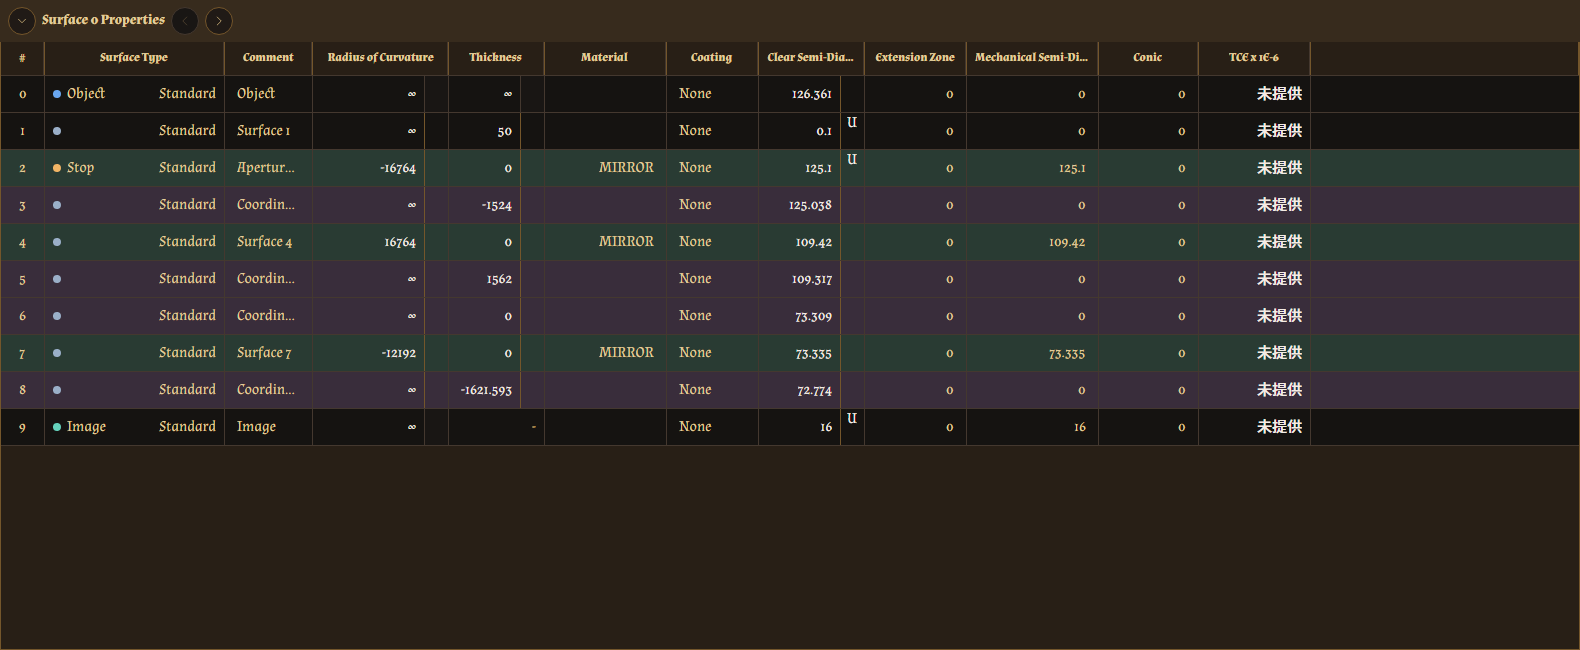 Surface 0 Properties
# Surface Type Comment Radius of Curvature Thickness Material Coating Clear Semi-Dia... Extension Zone Mechanical Semi-Di... Conic TCE x 1E-6
0 Object Standard Object ∞ ∞ None 126.361 0 0 0 未提供
1 Standard Surface 1 ∞ 50 None 0.1 U 0 0 0 未提供
2 Stop Standard Apertur... -16764 0 MIRROR None 125.1 U 0 125.1 0 未提供
3 Standard Coordin... ∞ -1524 None 125.038 0 0 0 未提供
4 Standard Surface 4 16764 0 MIRROR None 109.42 0 109.42 0 未提供
5 Standard Coordin... ∞ 1562 None 109.317 0 0 0 未提供
6 Standard Coordin... ∞ 0 None 73.309 0 0 0 未提供
7 Standard Surface 7 -12192 0 MIRROR None 73.335 0 73.335 0 未提供
8 Standard Coordin... ∞ -1621.593 None 72.774 0 0 0 未提供
9 Image Standard Image ∞ - None 16 U 0 16 0 未提供